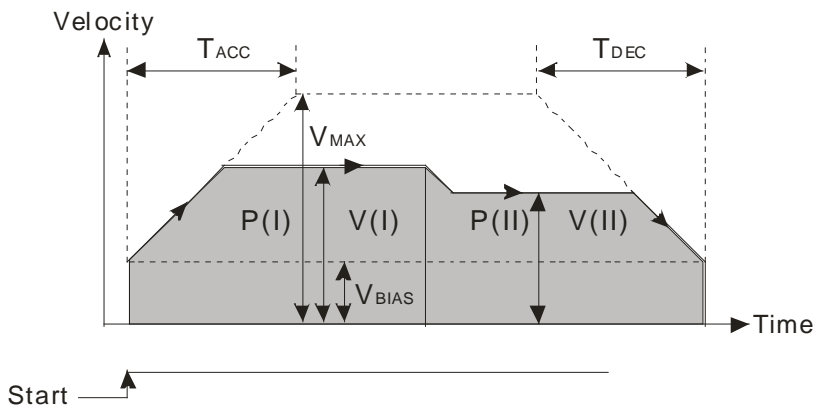 Velocity
TACC
TDEC
VMAX
P(I)
V(I)
P(II)
V(II)
VBIAS
Time
Start